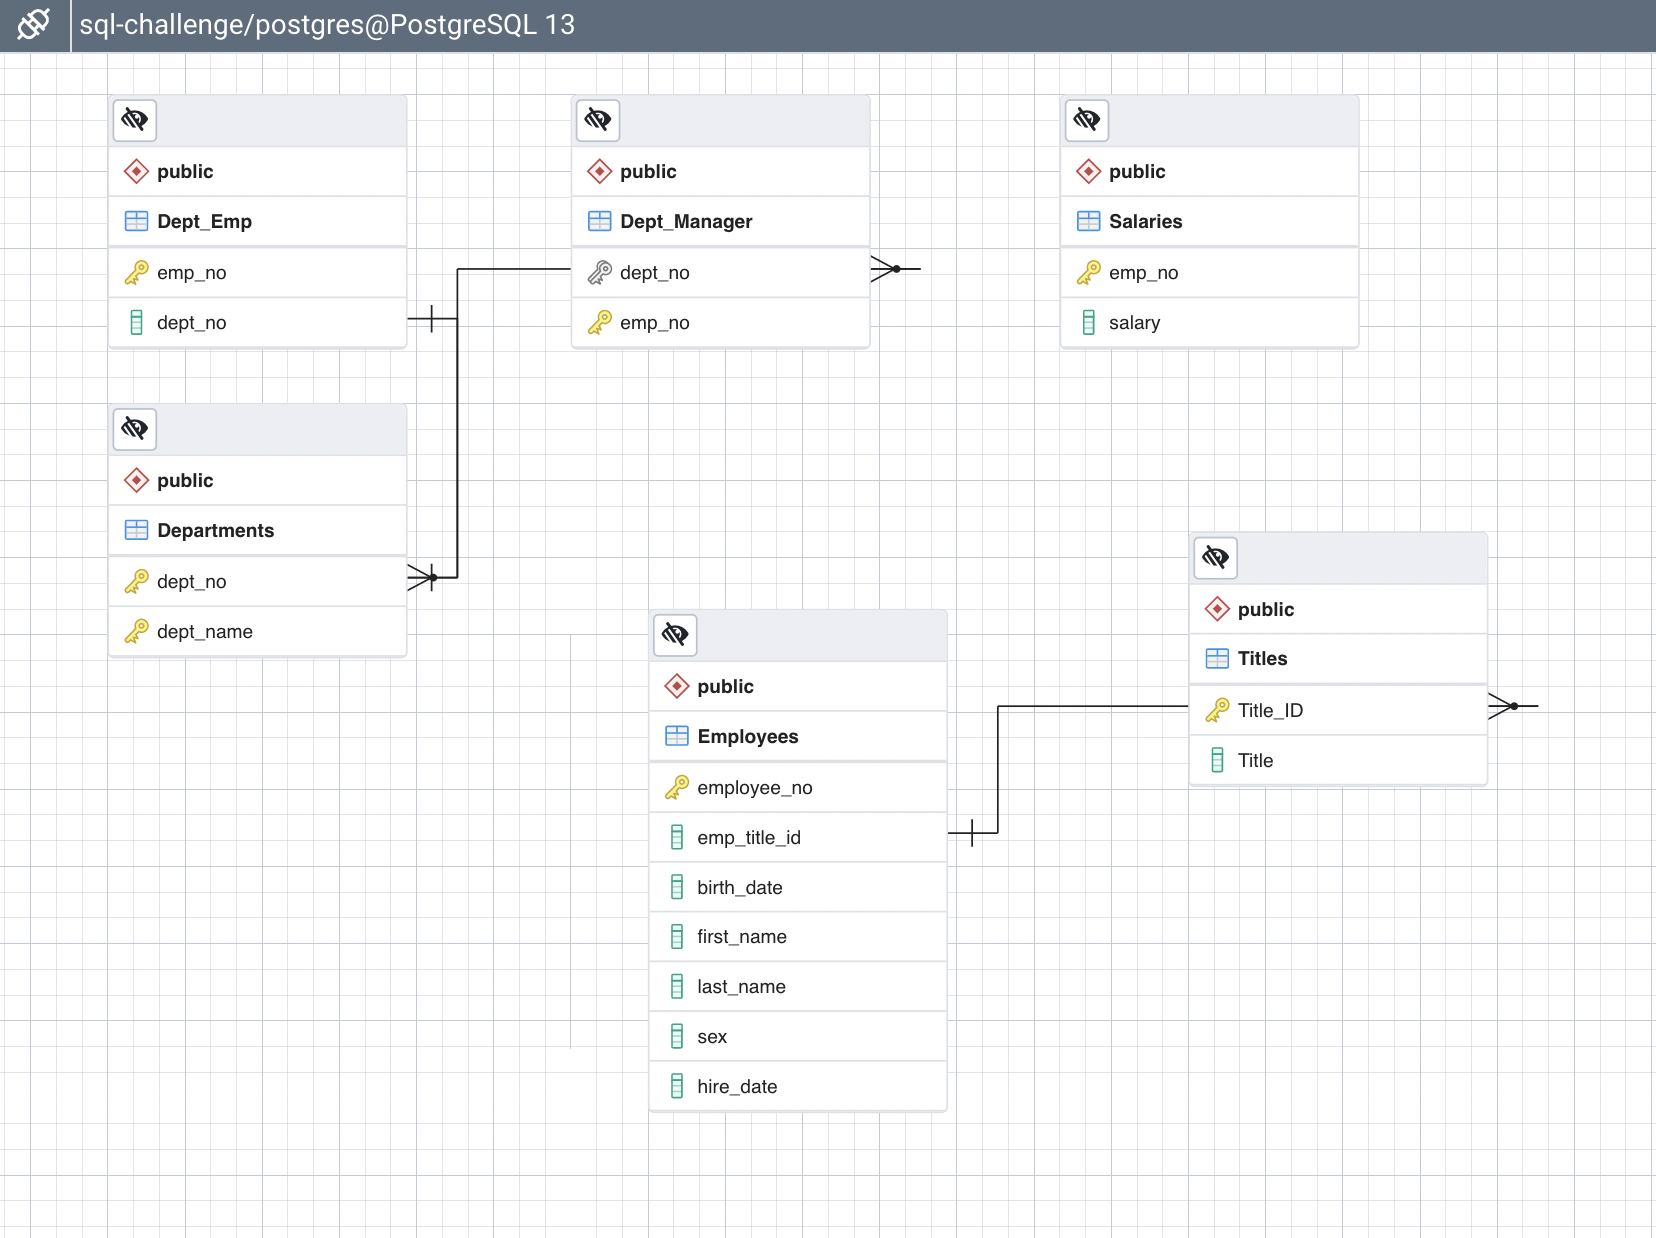 sql-challenge/postgres@PostgreSQL 13
public
Dept_Emp
emp_no
dept_no
public
Dept_Manager
dept_no
emp_no
public
Salaries
emp_no
salary
public
Departments
dept_no
dept_name
public
Employees
employee_no
emp_title_id
birth_date
first_name
last_name
sex
hire_date
public
Titles
Title_ID
Title